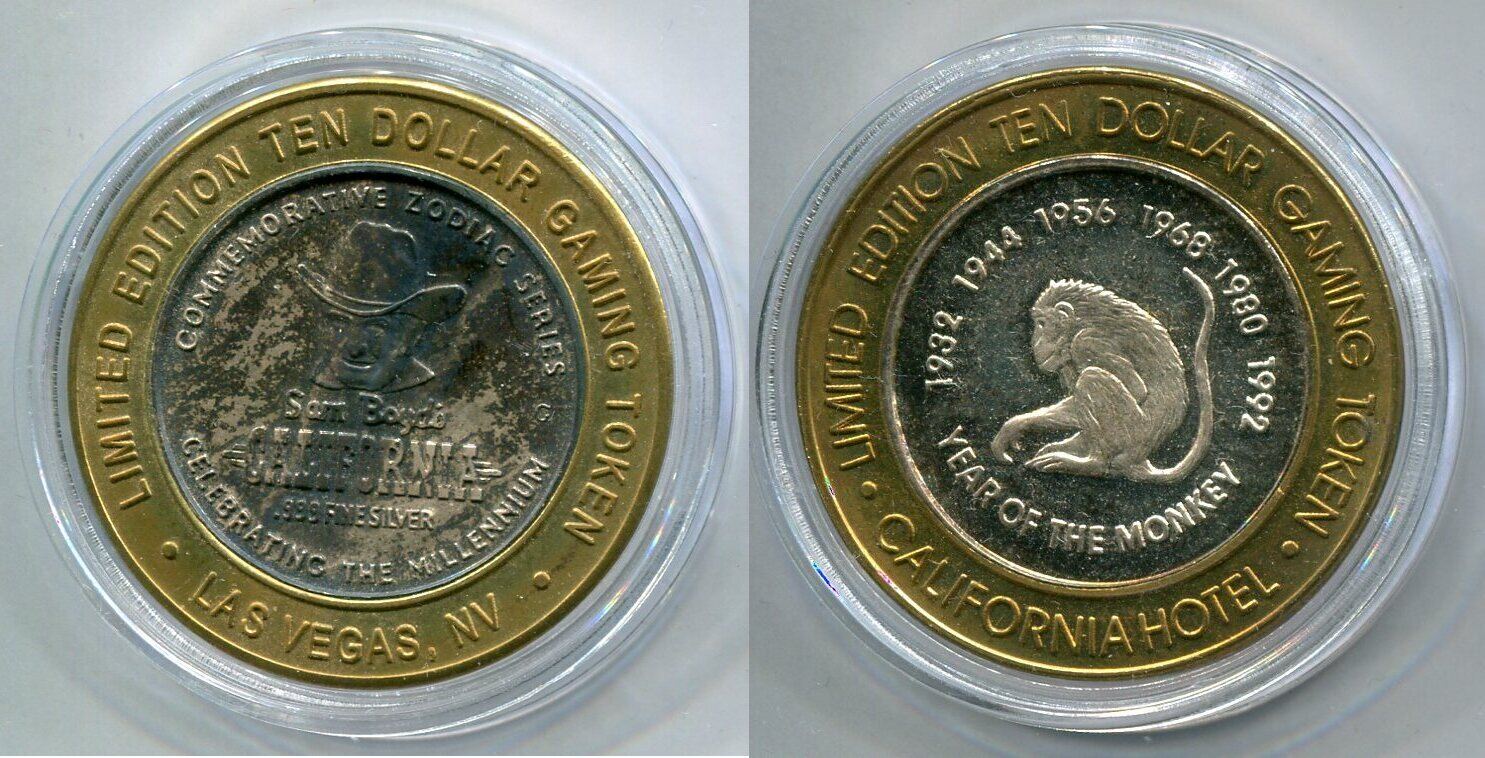 LIMITED EDITION TEN DOLLAR GAMING TOKEN
• LAS VEGAS, NV •
COMMEMORATIVE ZODIAC SERIES
©
Sam Boyd's
CALIFORNIA
.999 FINE SILVER
CELEBRATING THE MILLENNIUM
LIMITED EDITION TEN DOLLAR GAMING TOKEN
• CALIFORNIA HOTEL •
1932 1944 1956 1968 1980 1992
YEAR OF THE MONKEY